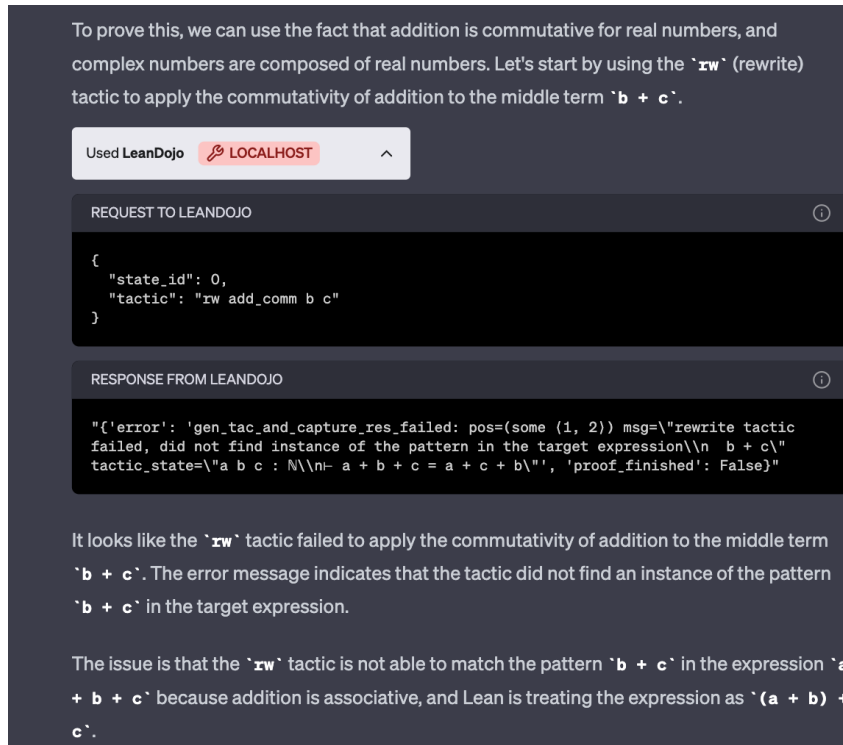 To prove this, we can use the fact that addition is commutative for real numbers, and
complex numbers are composed of real numbers. Let's start by using the `rw` (rewrite)
tactic to apply the commutativity of addition to the middle term `b + c`.
Used LeanDojo LOCALHOST
REQUEST TO LEANDOJO
{
  "state_id": 0,
  "tactic": "rw add_comm b c"
}
RESPONSE FROM LEANDOJO
"{'error': 'gen_tac_and_capture_res_failed: pos=(some ⟨1, 2⟩) msg=\"rewrite tactic
failed, did not find instance of the pattern in the target expression\\n  b + c\"
tactic_state=\"a b c : ℕ\\n⊢ a + b + c = a + c + b\"', 'proof_finished': False}"
It looks like the `rw` tactic failed to apply the commutativity of addition to the middle term
`b + c`. The error message indicates that the tactic did not find an instance of the pattern
`b + c` in the target expression.
The issue is that the `rw` tactic is not able to match the pattern `b + c` in the expression `a
+ b + c` because addition is associative, and Lean is treating the expression as `(a + b) +
c`.